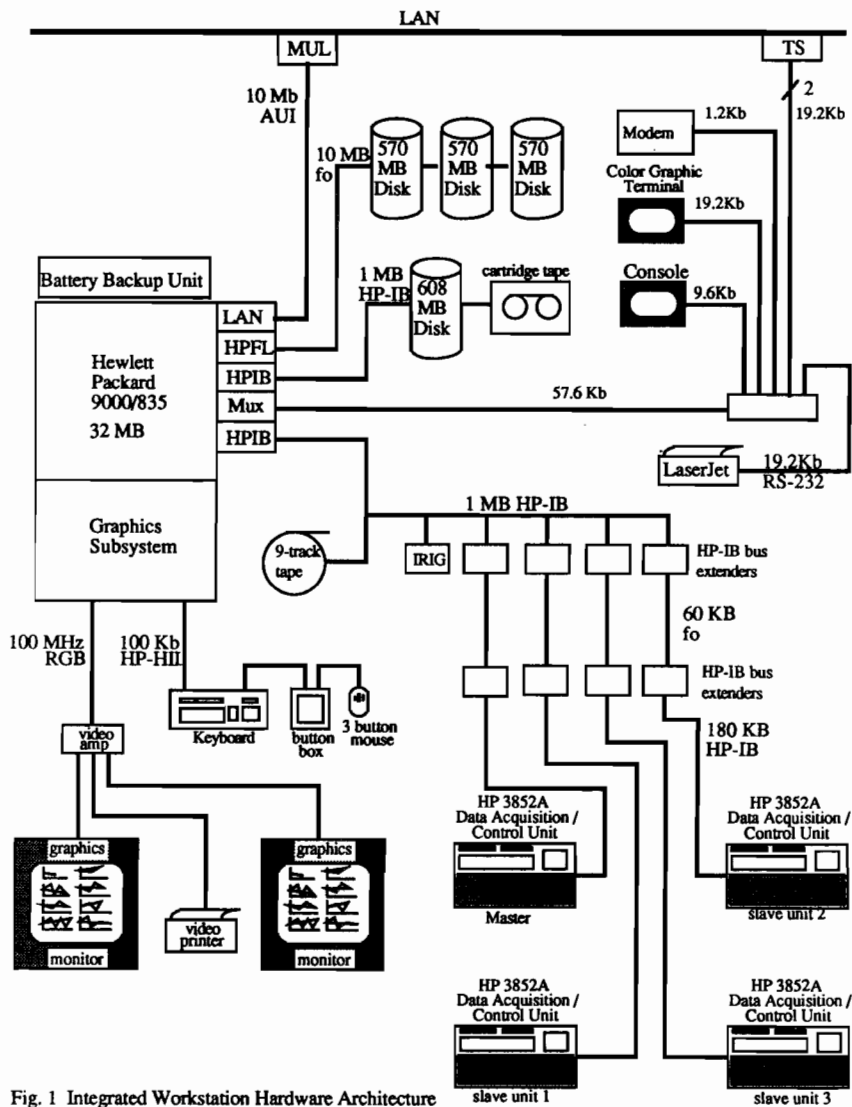 LAN
MUL
TS
10 Mb
AUI
2
19.2Kb
1.2Kb
Modem
10 MB
fo
570
MB
Disk
570
MB
Disk
570
MB
Disk
Color Graphic
Terminal
19.2Kb
Battery Backup Unit
1 MB
HP-IB
608
MB
Disk
cartridge tape
Console
9.6Kb
LAN
HPFL
HPIB
Mux
HPIB
Hewlett
Packard
9000/835
32 MB
57.6 Kb
LaserJet
19.2Kb
RS-232
Graphics
Subsystem
1 MB HP-IB
9-track
tape
IRIG
HP-IB bus
extenders
60 KB
fo
100 MHz
RGB
100 Kb
HP-HIL
HP-IB bus
extenders
Keyboard
button
box
3 button
mouse
video
amp
180 KB
HP-IB
HP 3852A
Data Acquisition /
Control Unit
Master
HP 3852A
Data Acquisition /
Control Unit
slave unit 2
graphics
monitor
video
printer
graphics
monitor
HP 3852A
Data Acquisition /
Control Unit
slave unit 1
HP 3852A
Data Acquisition /
Control Unit
slave unit 3
Fig. 1 Integrated Workstation Hardware Architecture